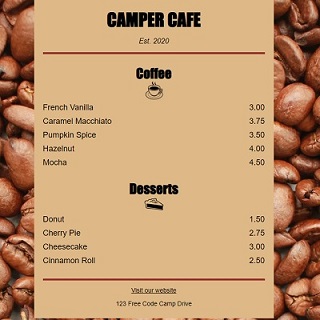 CAMPER CAFE
Est. 2020
Coffee
French Vanilla 3.00
Caramel Macchiato 3.75
Pumpkin Spice 3.50
Hazelnut 4.00
Mocha 4.50
Desserts
Donut 1.50
Cherry Pie 2.75
Cheesecake 3.00
Cinnamon Roll 2.50
Visit our website
123 Free Code Camp Drive